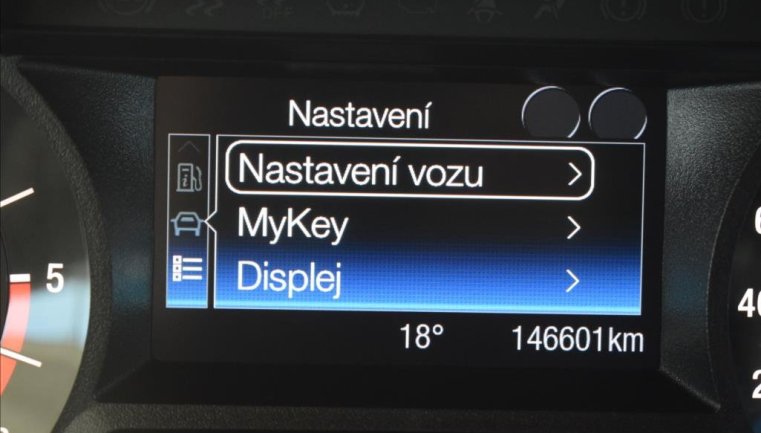 Nastavení
Nastavení vozu
MyKey
Displej
18° 146601km
5